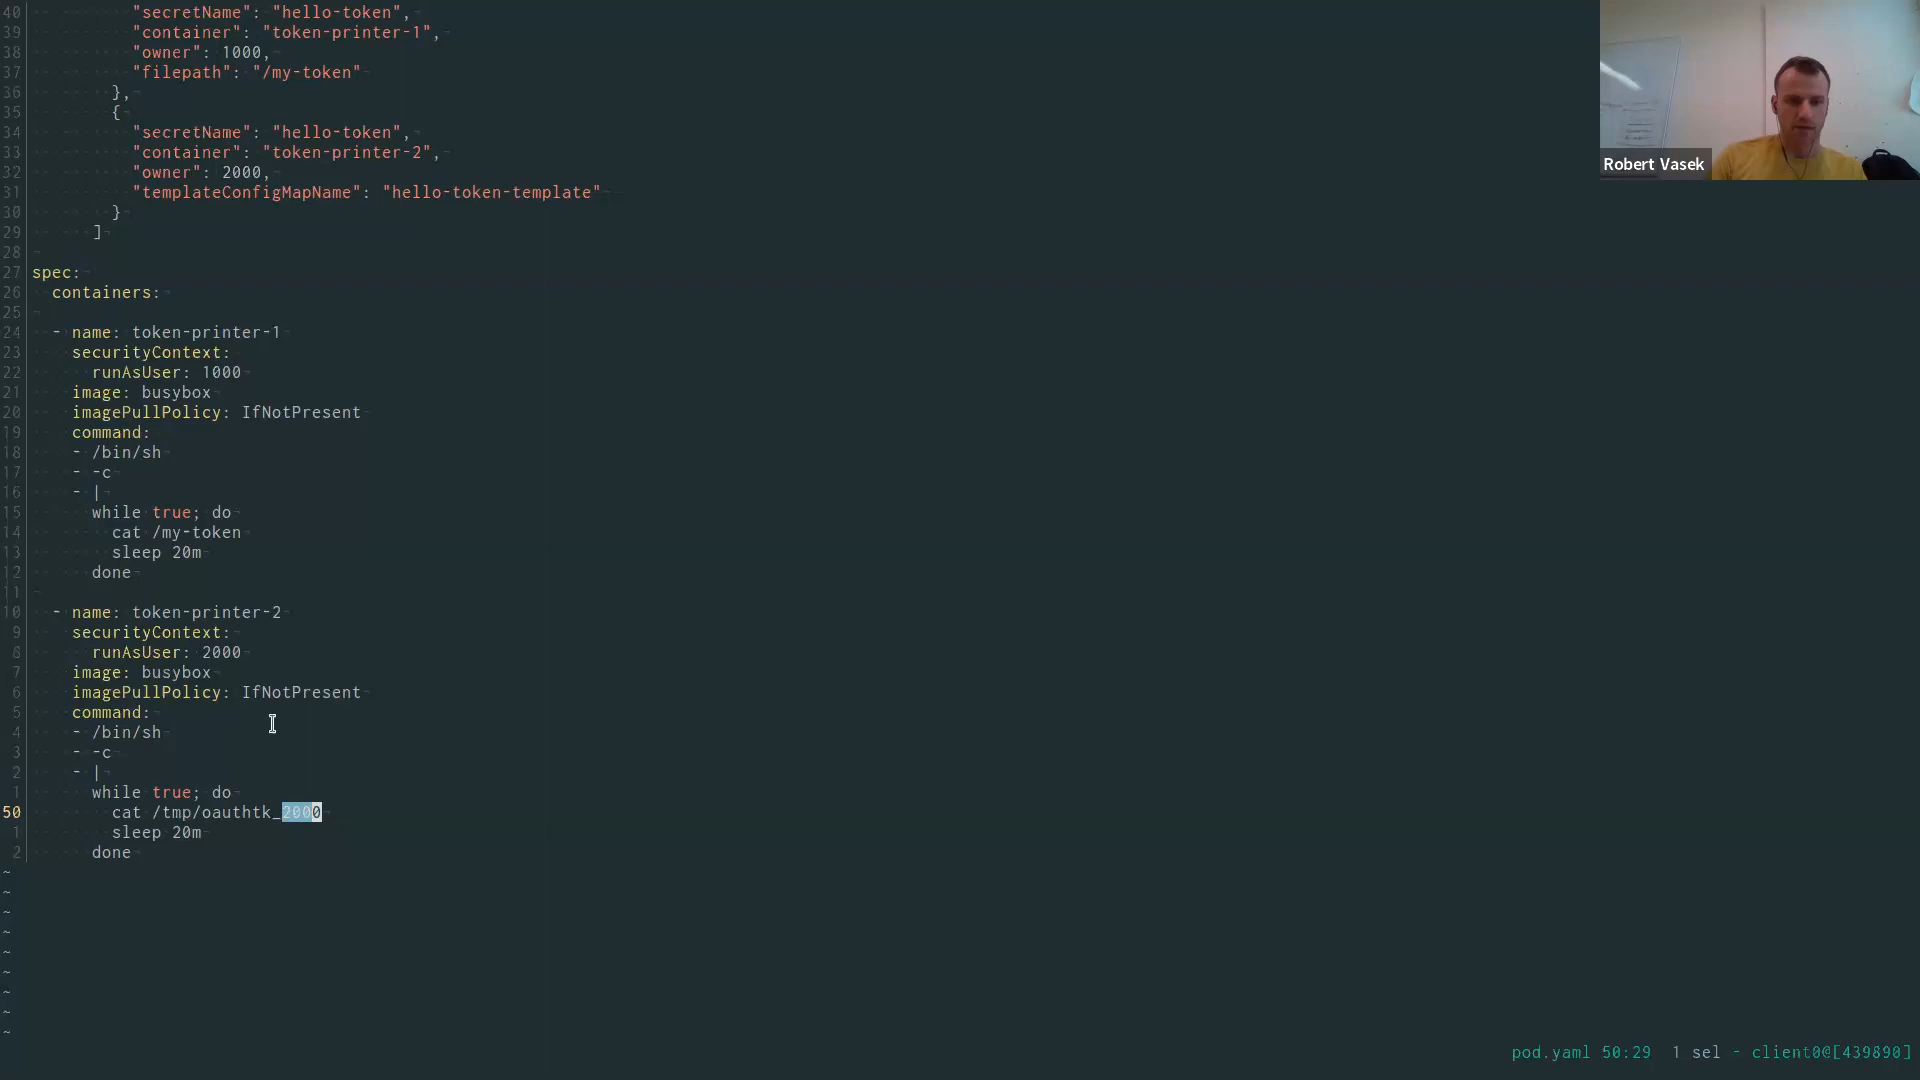 40 "secretName": "hello-token",
39 "container": "token-printer-1",
38 "owner": 1000,
37 "filepath": "/my-token"
36 },
35 {
34 "secretName": "hello-token",
33 "container": "token-printer-2",
32 "owner": 2000,
31 "templateConfigMapName": "hello-token-template"
30 }
29 ]
28
27 spec:
26 containers:
25
24 - name: token-printer-1
23 securityContext:
22 runAsUser: 1000
21 image: busybox
20 imagePullPolicy: IfNotPresent
19 command:
18 - /bin/sh
17 - -c
16 - |
15 while true; do
14 cat /my-token
13 sleep 20m
12 done
11
10 - name: token-printer-2
9 securityContext:
8 runAsUser: 2000
7 image: busybox
6 imagePullPolicy: IfNotPresent
5 command:
4 - /bin/sh
3 - -c
2 - |
1 while true; do
50 cat /tmp/oauthtk_2000
1 sleep 20m
2 done
~
~
~
~
~
~
~
~
~
pod.yaml 50:29 1 sel - client0@[439890]
Robert Vasek